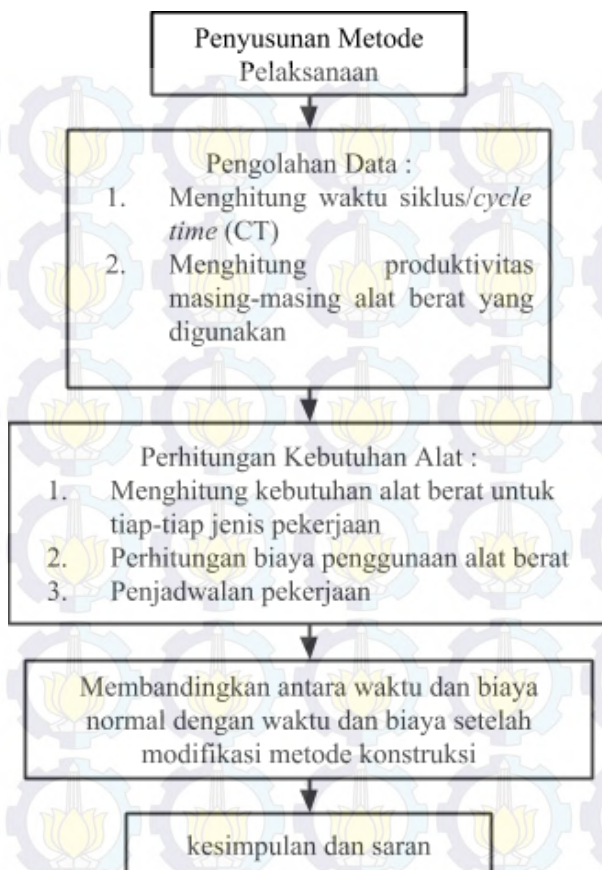 Penyusunan Metode
Pelaksanaan
Pengolahan Data :
1. Menghitung waktu siklus/cycle
time (CT)
2. Menghitung produktivitas
masing-masing alat berat yang
digunakan
Perhitungan Kebutuhan Alat :
1. Menghitung kebutuhan alat berat untuk
tiap-tiap jenis pekerjaan
2. Perhitungan biaya penggunaan alat berat
3. Penjadwalan pekerjaan
Membandingkan antara waktu dan biaya
normal dengan waktu dan biaya setelah
modifikasi metode konstruksi
kesimpulan dan saran